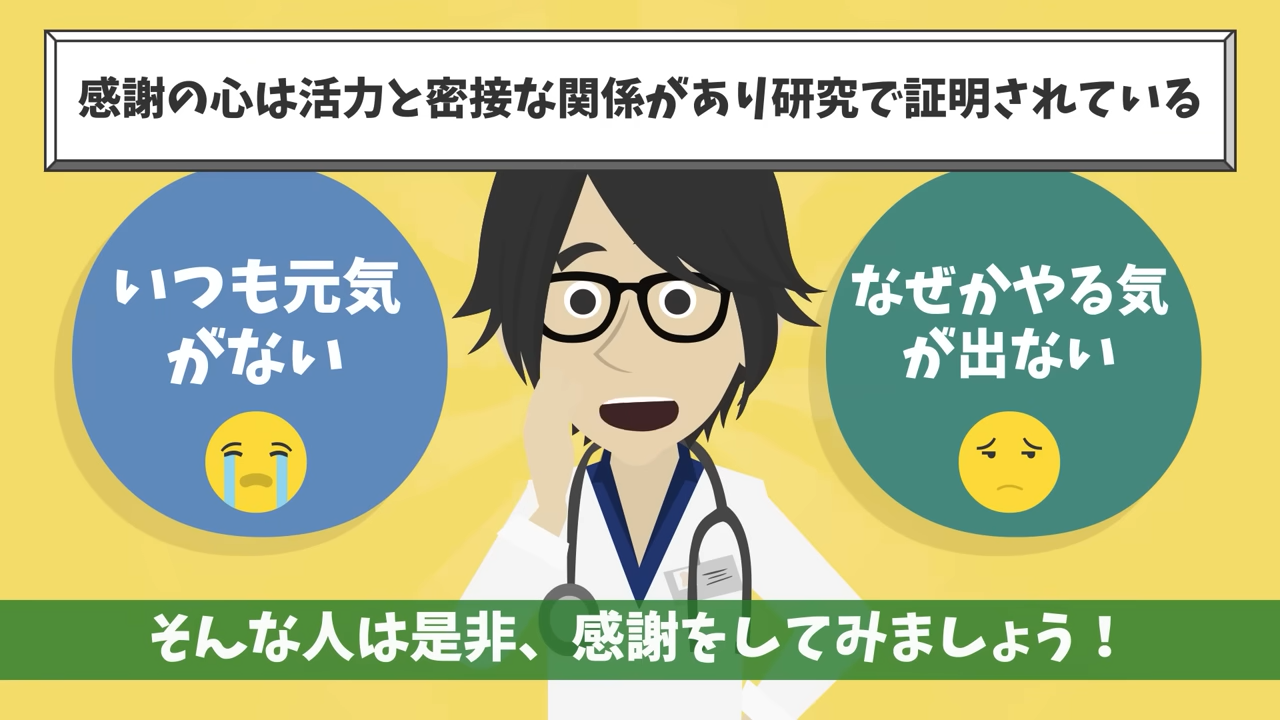 感謝の心は活力と密接な関係があり研究で証明されている
いつも元気
がない
なぜかやる気
が出ない
そんな人は是非、感謝をしてみましょう！